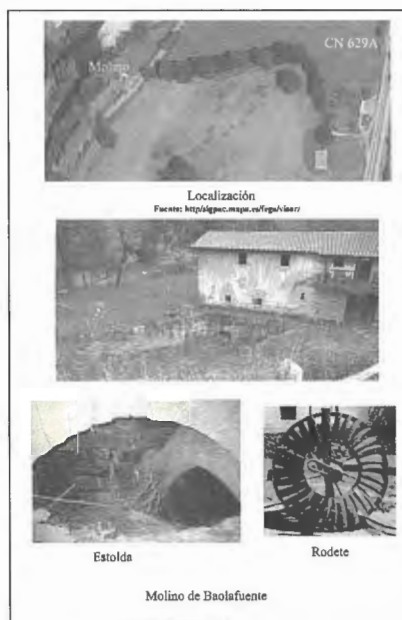 CN 629A
Molino
Localización
Fuente: http/sigpac.mapa.es/fega/visor/
Estolda
Rodete
Molino de Baolafuente